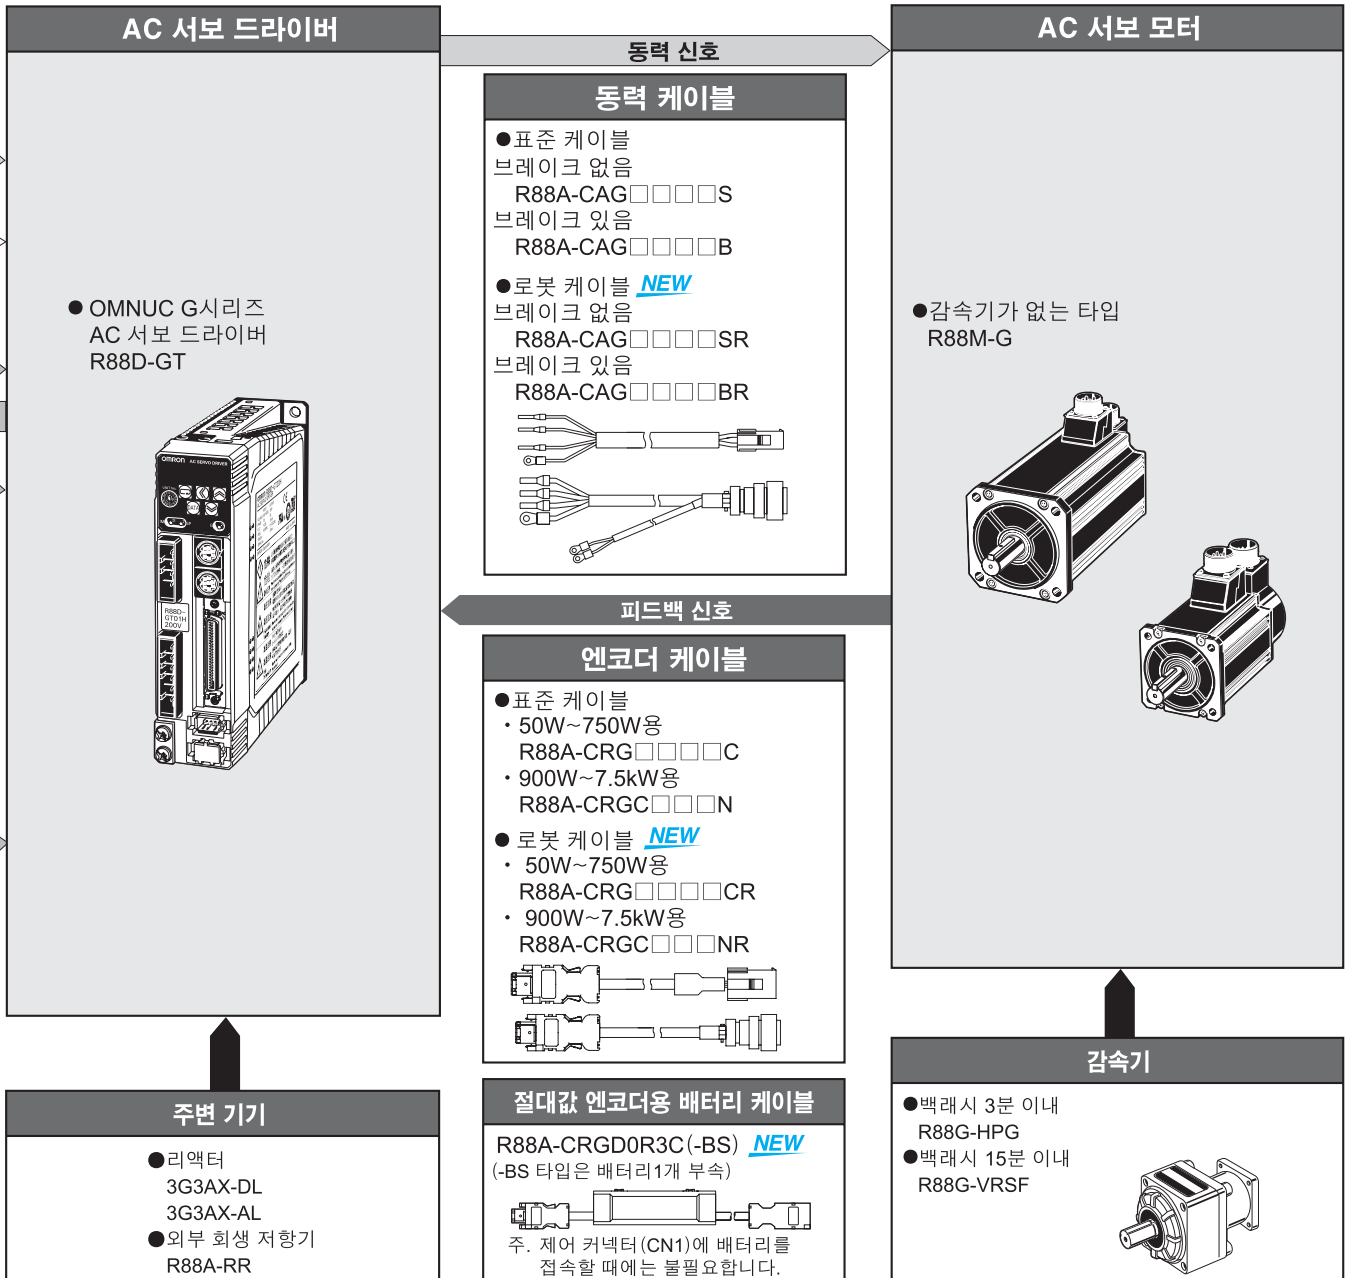 AC 서보 드라이버
● OMNUC G시리즈
AC 서보 드라이버
R88D-GT
OMRON AC SERVO DRIVER
R88D-
GT01H
200V
동력 신호
동력 케이블
●표준 케이블
브레이크 없음
R88A-CAG□□□□S
브레이크 있음
R88A-CAG□□□□B
●로봇 케이블 NEW
브레이크 없음
R88A-CAG□□□□SR
브레이크 있음
R88A-CAG□□□□BR
피드백 신호
엔코더 케이블
●표준 케이블
・50W~750W용
R88A-CRG□□□□C
・900W~7.5kW용
R88A-CRGC□□□N
● 로봇 케이블 NEW
・ 50W~750W용
R88A-CRG□□□□CR
・ 900W~7.5kW용
R88A-CRGC□□□NR
절대값 엔코더용 배터리 케이블
R88A-CRGD0R3C(-BS) NEW
(-BS 타입은 배터리1개 부속)
주. 제어 커넥터(CN1)에 배터리를
접속할 때에는 불필요합니다.
AC 서보 모터
●감속기가 없는 타입
R88M-G
감속기
●백래시 3분 이내
R88G-HPG
●백래시 15분 이내
R88G-VRSF
주변 기기
●리액터
3G3AX-DL
3G3AX-AL
●외부 회생 저항기
R88A-RR